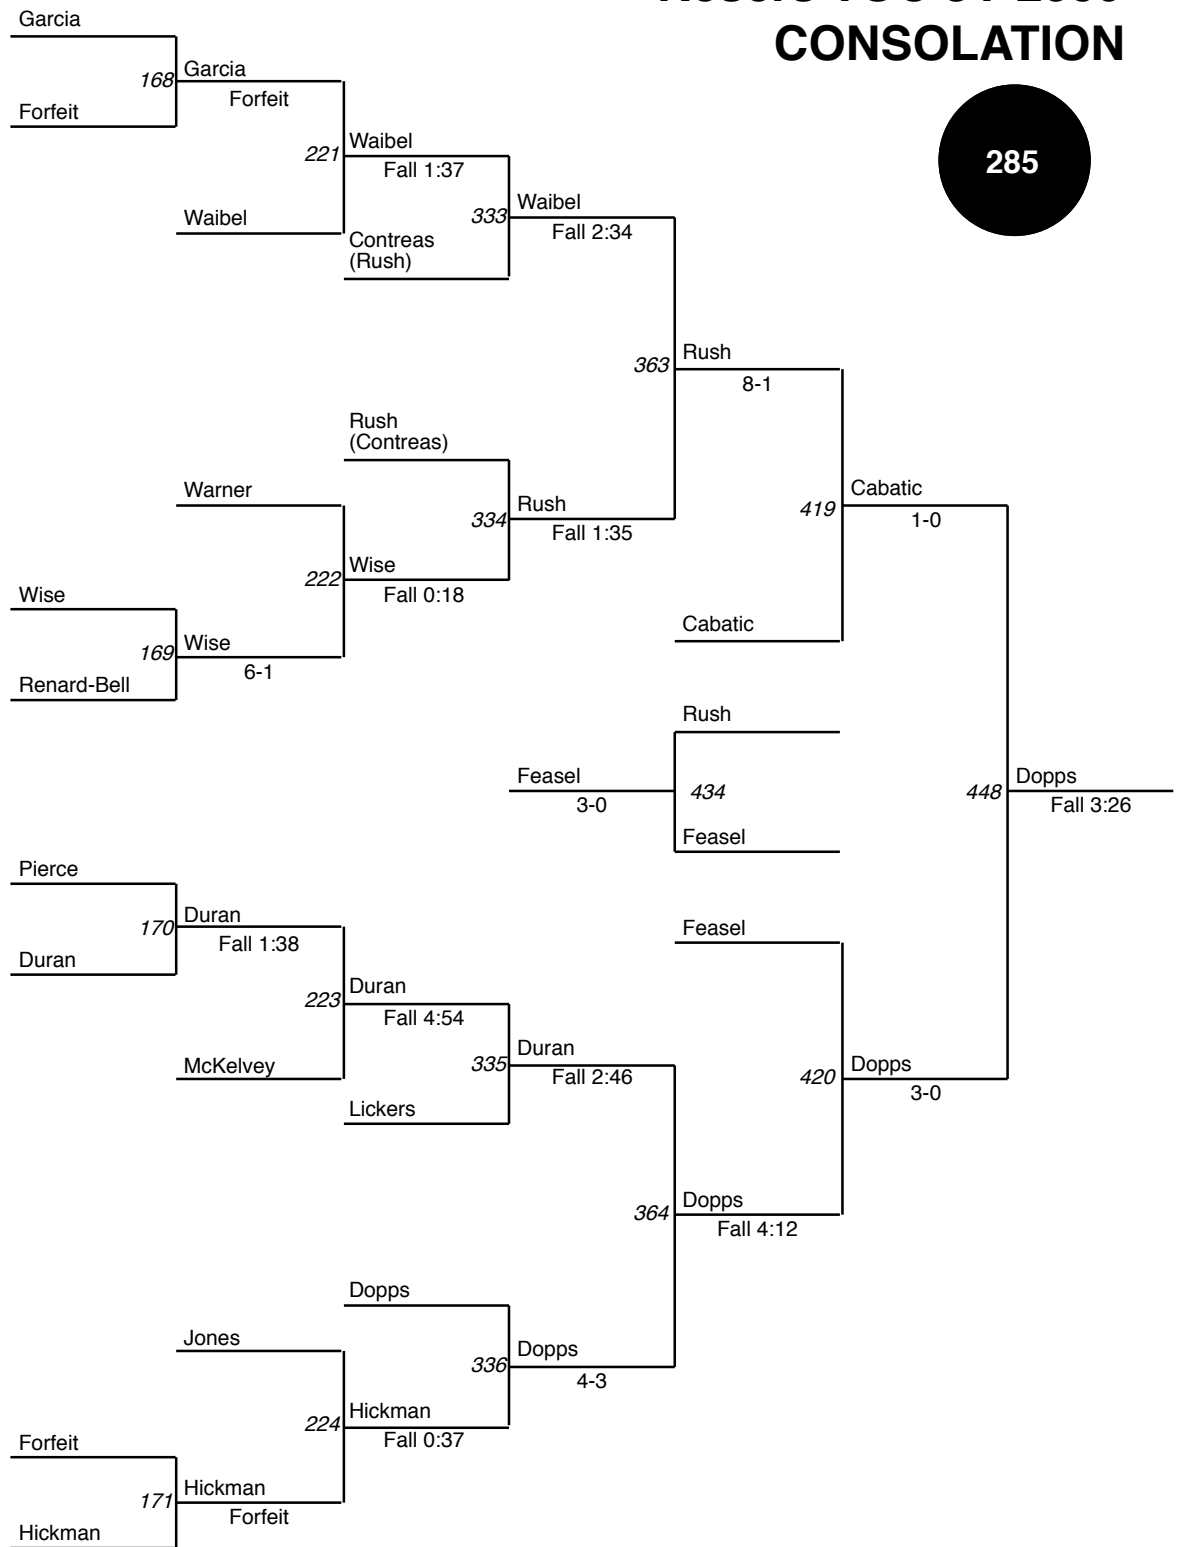 CONSOLATION
285
Garcia
168
Garcia
Forfeit
Forfeit
221
Waibel
Fall 1:37
Waibel
333
Waibel
Fall 2:34
Contreas
(Rush)
363
Rush
8-1
Rush
(Contreas)
Warner
334
Rush
Fall 1:35
419
Cabatic
1-0
222
Wise
Fall 0:18
Wise
169
Wise
6-1
Renard-Bell
Cabatic
Rush
Feasel
3-0
434
Feasel
448
Dopps
Fall 3:26
Pierce
170
Duran
Fall 1:38
Duran
Feasel
223
Duran
Fall 4:54
McKelvey
335
Duran
Fall 2:46
Lickers
420
Dopps
3-0
364
Dopps
Fall 4:12
Dopps
Jones
336
Dopps
4-3
224
Hickman
Fall 0:37
Forfeit
171
Hickman
Forfeit
Hickman